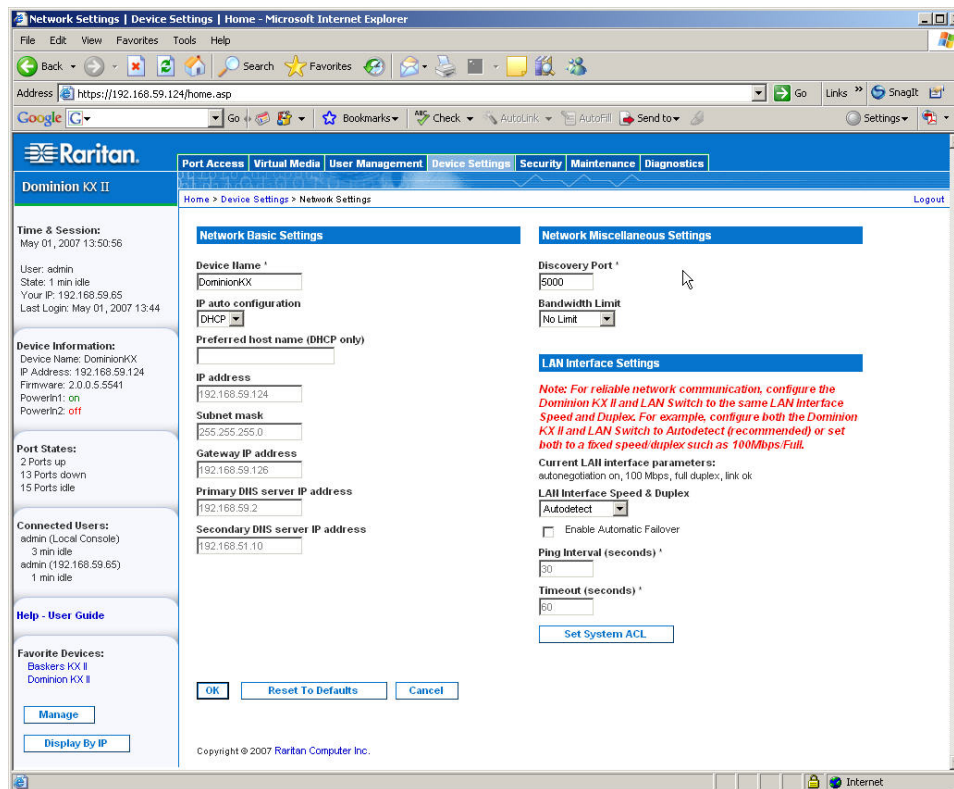 Network Settings | Device Settings | Home - Microsoft Internet Explorer
File Edit View Favorites Tools Help
Back Search Favorites
Address https://192.168.59.124/home.asp Go Links » SnagIt
Google G Go Bookmarks ABC Check AutoLink AutoFill Send to Settings
Raritan.
Port Access Virtual Media User Management Device Settings Security Maintenance Diagnostics
Dominion KX II
Home > Device Settings > Network Settings Logout
Time & Session:
May 01, 2007 13:50:56
User: admin
State: 1 min idle
Your IP: 192.168.59.65
Last Login: May 01, 2007 13:44
Device Information:
Device Name: DominionKX
IP Address: 192.168.59.124
Firmware: 2.0.0.5.5541
PowerIn1: on
PowerIn2: off
Port States:
2 Ports up
13 Ports down
15 Ports idle
Connected Users:
admin (Local Console)
3 min idle
admin (192.168.59.65)
1 min idle
Help - User Guide
Favorite Devices:
Baskers KX II
Dominion KX II
Manage
Display By IP
Network Basic Settings
Device Name *
DominionKX
IP auto configuration
DHCP
Preferred host name (DHCP only)
IP address
192.168.59.124
Subnet mask
255.255.255.0
Gateway IP address
192.168.59.126
Primary DNS server IP address
192.168.59.2
Secondary DNS server IP address
192.168.51.10
Network Miscellaneous Settings
Discovery Port *
5000
Bandwidth Limit
No Limit
LAN Interface Settings
Note: For reliable network communication, configure the
Dominion KX II and LAN Switch to the same LAN Interface
Speed and Duplex. For example, configure both the Dominion
KX II and LAN Switch to Autodetect (recommended) or set
both to a fixed speed/duplex such as 100Mbps/Full.
Current LAN interface parameters:
autonegotiation on, 100 Mbps, full duplex, link ok
LAN Interface Speed & Duplex
Autodetect
Enable Automatic Failover
Ping Interval (seconds) *
30
Timeout (seconds) *
60
Set System ACL
OK Reset To Defaults Cancel
Copyright © 2007 Raritan Computer Inc.
Internet